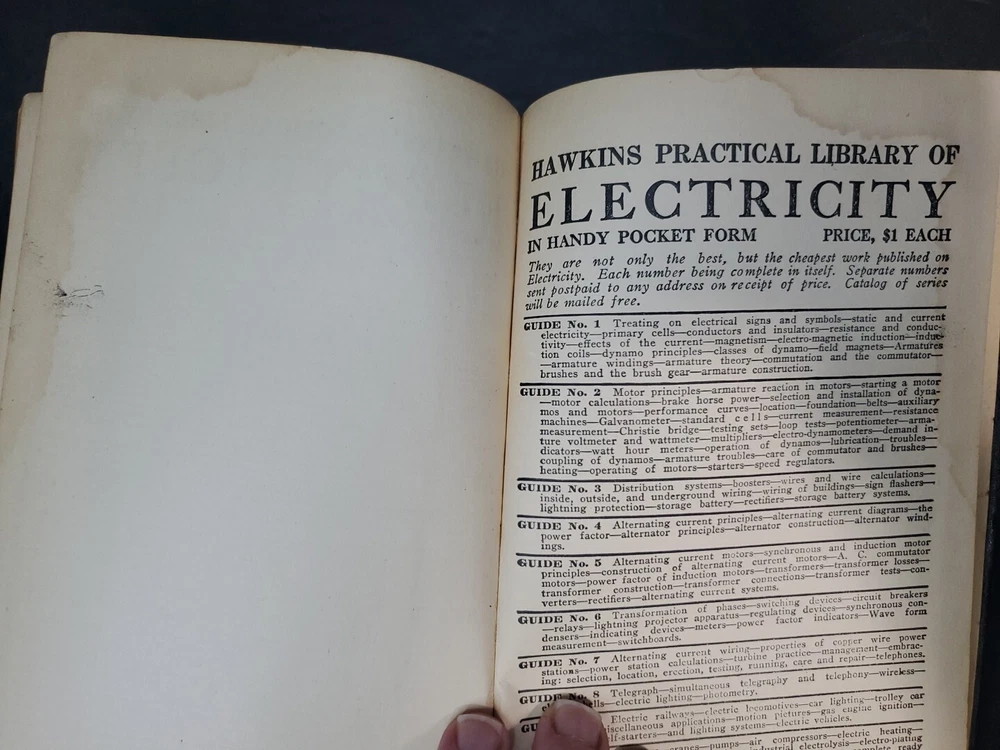 HAWKINS PRACTICAL LIBRARY OF
ELECTRICITY
IN HANDY POCKET FORM PRICE, $1 EACH
They are not only the best, but the cheapest work published on
Electricity. Each number being complete in itself. Separate numbers
sent postpaid to any address on receipt of price. Catalog of series
will be mailed free.
GUIDE No. 1 Treating on electrical signs and symbols—static and current
electricity—primary cells—conductors and insulators—resistance and conduc-
tivity—effects of the current—magnetism—electro-magnetic induction—induc-
tion coils—dynamo principles—classes of dynamo—field magnets—Armatures
—armature windings—armature theory—commutation and the commutator—
brushes and the brush gear—armature construction.
GUIDE No. 2 Motor principles—armature reaction in motors—starting a motor
—motor calculations—brake horse power—selection and installation of dyna-
mos and motors—performance curves—location—foundation—belts—auxiliary
machines—Galvanometer—standard cells—current measurement—resistance
measurement—Christie bridge—testing sets—loop tests—potentiometer—arma-
ture voltmeter and wattmeter—multipliers—electro-dynamometers—demand in-
dicators—watt hour meters—operation of dynamos—lubrication—troubles—
coupling of dynamos—armature troubles—care of commutator and brushes—
heating—operating of motors—starters—speed regulators.
GUIDE No. 3 Distribution systems—boosters—wires and wire calculations—
inside, outside, and underground wiring—wiring of buildings—sign flashers—
lightning protection—storage battery—rectifiers—storage battery systems.
GUIDE No. 4 Alternating current principles—alternating current diagrams—the
power factor—alternator principles—alternator construction—alternator wind-
ings.
GUIDE No. 5 Alternating current motors—synchronous and induction motor
principles—construction of alternating current motors—A. C. commutator
motors—power factor of induction motors—transformers—transformer losses—
transformer construction—transformer connections—transformer tests—con-
verters—rectifiers—alternating current systems.
GUIDE No. 6 Transformation of phases—switching devices—circuit breakers
—relays—lightning projector apparatus—regulating devices—synchronous con-
densers—indicating devices—meters—power factor indicators—Wave form
measurement—switchboards.
GUIDE No. 7 Alternating current wiring—properties of copper wire power
stations—power station calculations—turbine practice—management—embrac-
ing: selection, location, erection, testing, running, care and repair—telephones.
GUIDE No. 8 Telegraph—simultaneous telegraphy and telephony—wireless—
electric lighting—photometry.
Electric railways—electric locomotives—car lighting—trolley car
miscellaneous applications—motion pictures—gas engine ignition—
self-starters—and lighting systems—electric vehicles.
cranes—pumps—air compressors—electric heating—
industrial electrolysis—electro-plating
complete ready